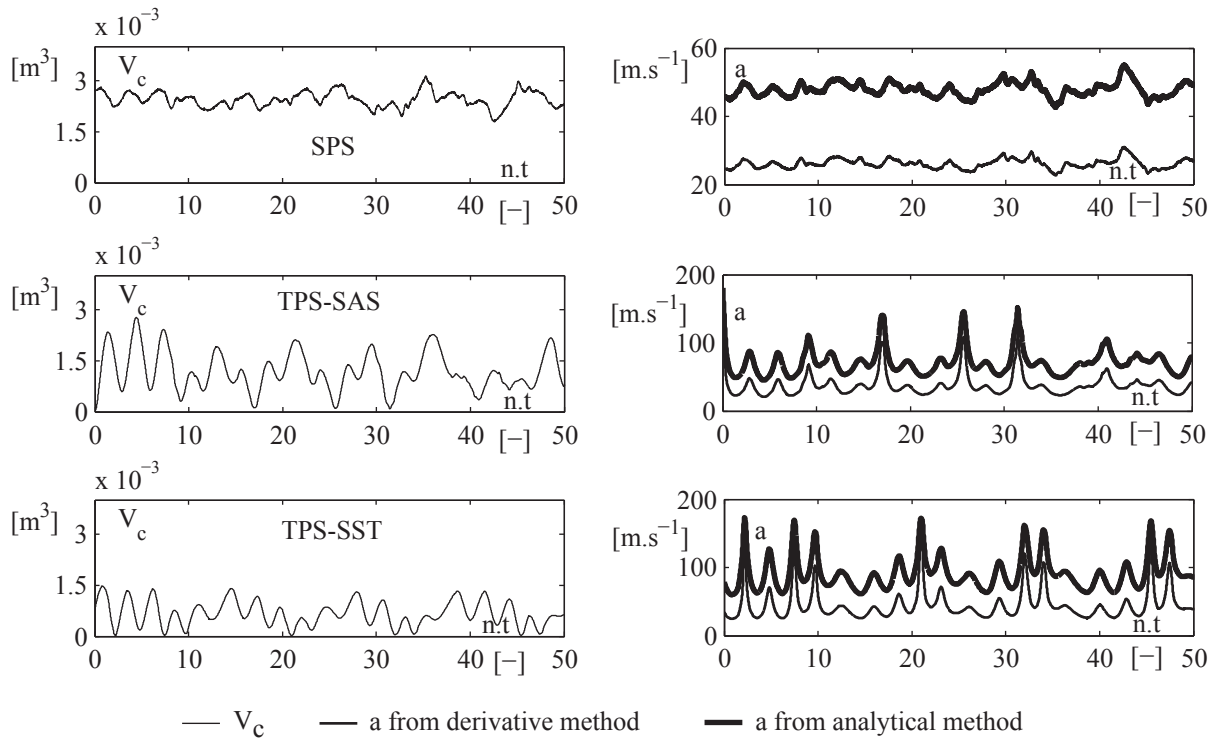 x 10⁻³
[m³]
V_c
SPS
n.t
3
1.5
0
0 10 20 30 40 [−] 50
[m.s⁻¹]
a
n.t
60
40
20
0 10 20 30 40 [−] 50
x 10⁻³
[m³]
V_c
TPS-SAS
n.t
3
1.5
0
0 10 20 30 40 [−] 50
[m.s⁻¹]
a
n.t
200
100
0
0 10 20 30 40 [−] 50
x 10⁻³
[m³]
V_c
TPS-SST
n.t
3
1.5
0
0 10 20 30 40 [−] 50
[m.s⁻¹]
a
n.t
200
100
0
0 10 20 30 40 [−] 50
V_c a from derivative method a from analytical method